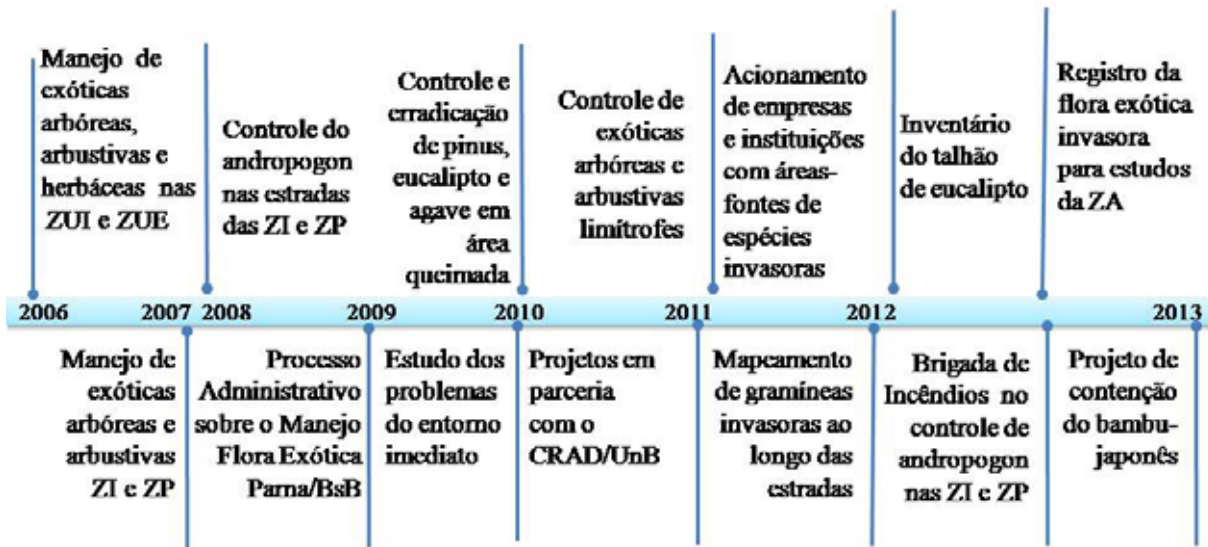 Manejo de
exóticas
arbóreas,
arbustivas e
herbáceas nas
ZUI e ZUE
Controle do
andropogon
nas estradas
das ZI e ZP
Controle e
erradicação
de pinus,
eucalipto e
agave em
área
queimada
Controle de
exóticas
arbóreas e
arbustivas
limítrofes
Acionamento
de empresas
e instituições
com áreas-
fontes de
espécies
invasoras
Inventário
do talhão
de eucalipto
Registro da
flora exótica
invasora
para estudos
da ZA
2006 2007 2008 2009 2010 2011 2012 2013
Manejo de
exóticas
arbóreas e
arbustivas
ZI e ZP
Processo
Administrativo
sobre o Manejo
Flora Exótica
Parna/BsB
Estudo dos
problemas
do entorno
imediato
Projetos em
parceria
com o
CRAD/UnB
Mapeamento
de gramíneas
invasoras ao
longo das
estradas
Brigada de
Incêndios no
controle de
andropogon
nas ZI e ZP
Projeto de
contenção
do bambu-
japonês